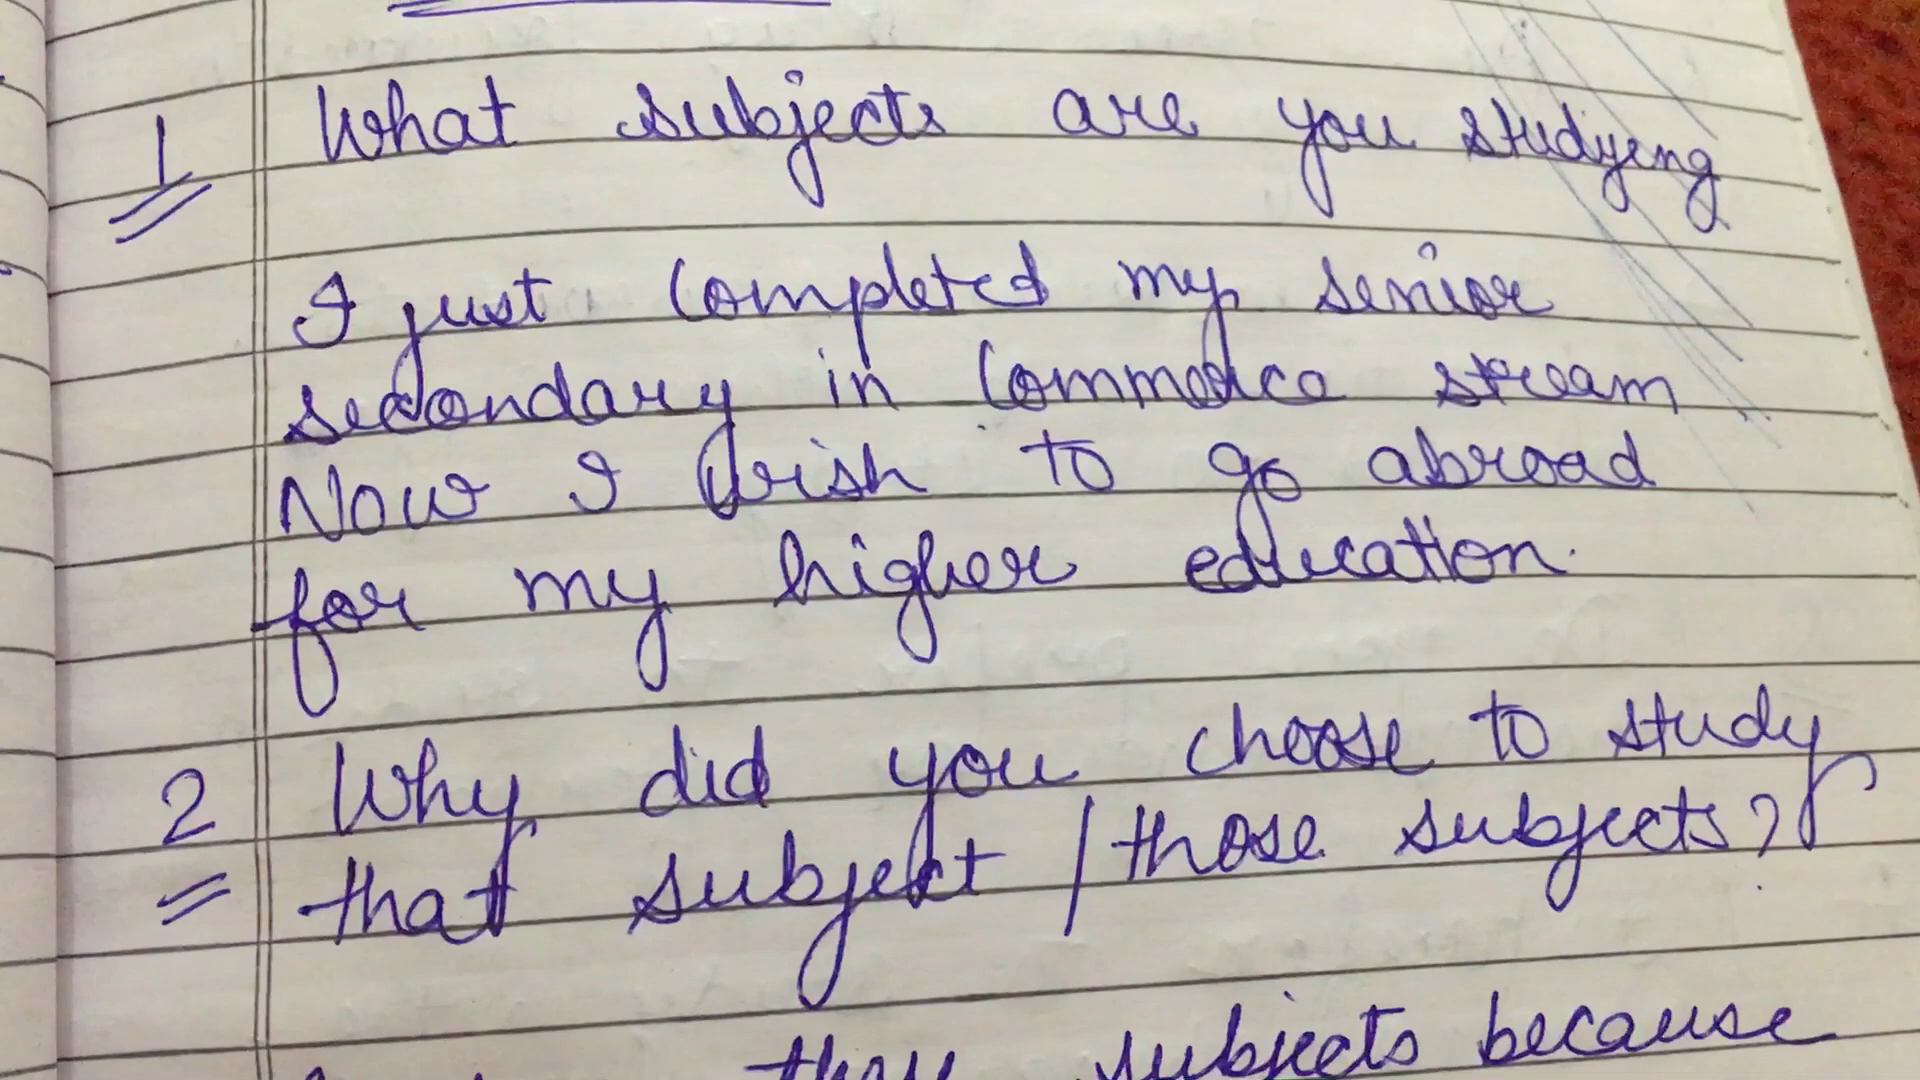 1 What subjects are you studying
I just completed my senior
secondary in Commerce stream
Now I wish to go abroad
for my higher education.
2 Why did you choose to study
that subject / those subjects?
subjects because